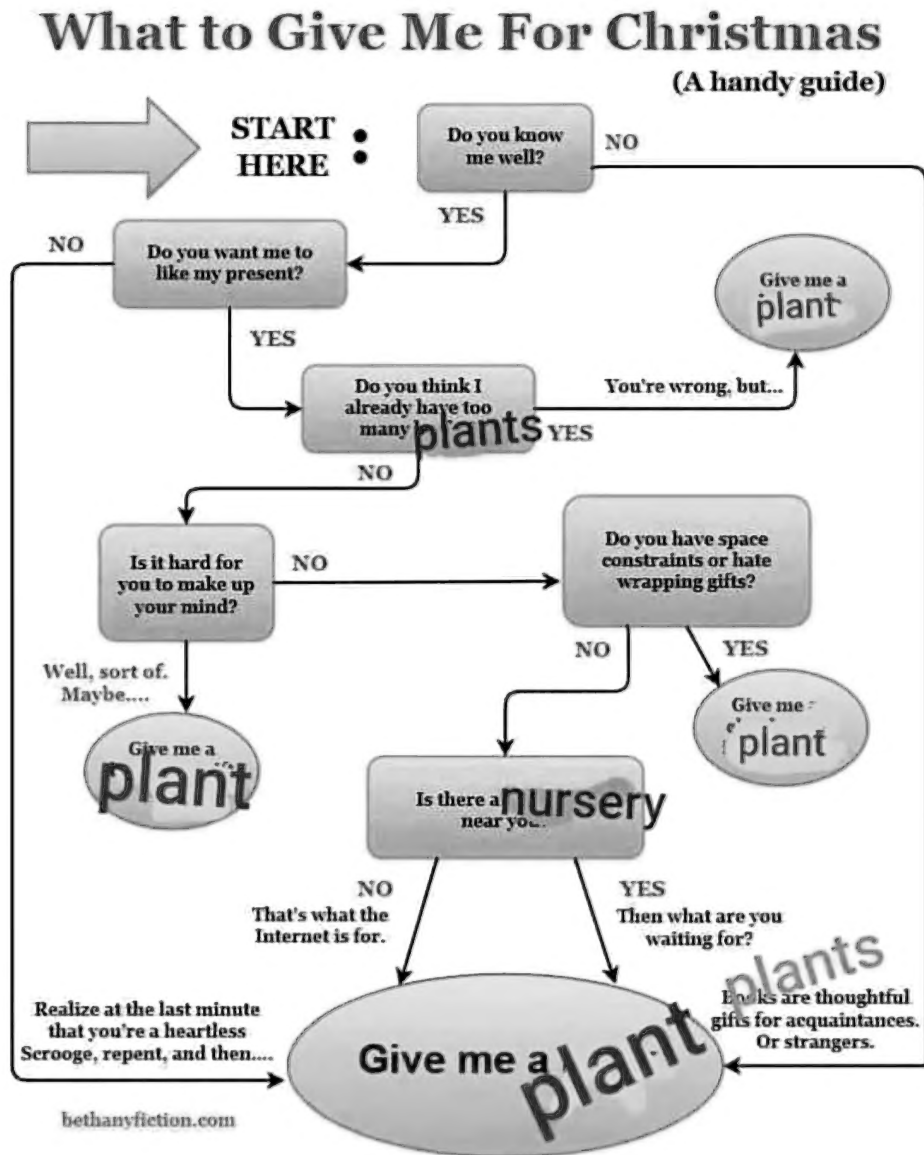 What to Give Me For Christmas
(A handy guide)
START
HERE :
Do you know
me well?
NO
YES
NO
Do you want me to
like my present?
Give me a
plant
YES
Do you think I
already have too
many plants
You're wrong, but...
YES
NO
Is it hard for
you to make up
your mind?
NO
Do you have space
constraints or hate
wrapping gifts?
NO
YES
Well, sort of.
Maybe....
Give me a
plant
Give me
plant
Is there a nursery
near you
NO
That's what the
Internet is for.
YES
Then what are you
waiting for?
plants
Books are thoughtful
gifts for acquaintances.
Or strangers.
Realize at the last minute
that you're a heartless
Scrooge, repent, and then....
Give me a plant
bethanyfiction.com